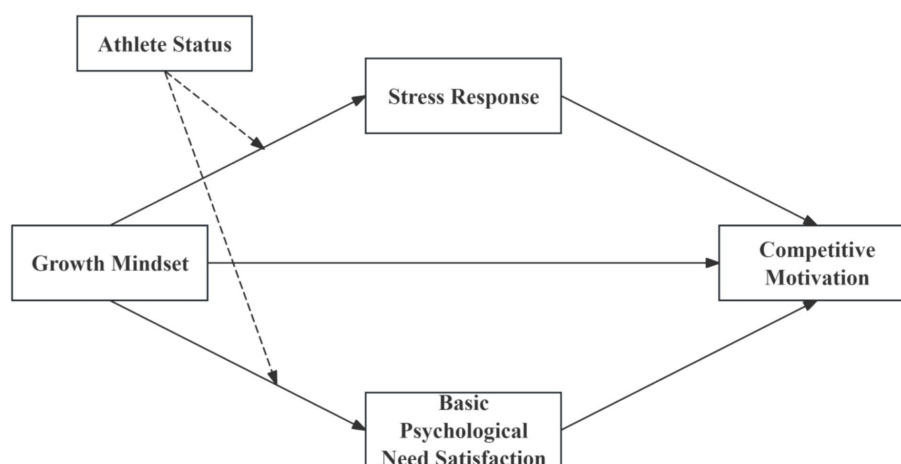 Athlete Status
Stress Response
Growth Mindset
Competitive
Motivation
Basic
Psychological
Need Satisfaction